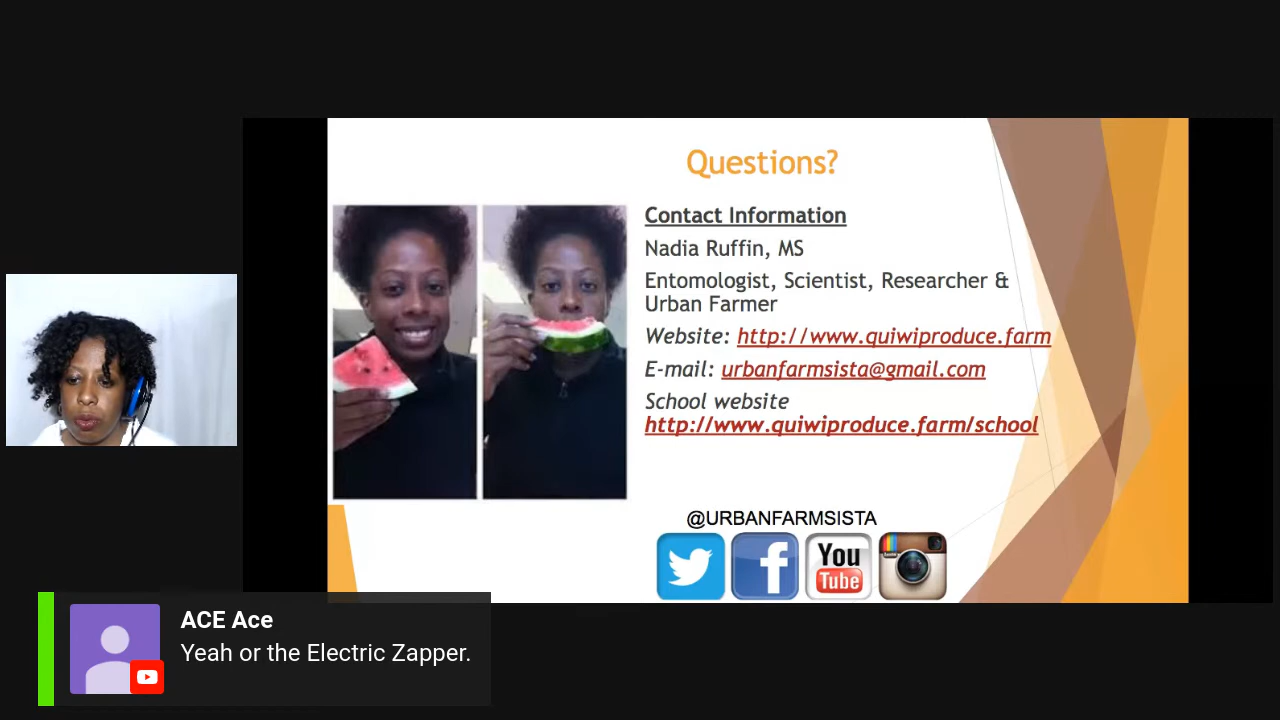 Questions?
Contact Information
Nadia Ruffin, MS
Entomologist, Scientist, Researcher &
Urban Farmer
Website: http://www.quiwiproduce.farm
E-mail: urbanfarmsista@gmail.com
School website
http://www.quiwiproduce.farm/school
@URBANFARMSISTA
You
Tube
ACE Ace
Yeah or the Electric Zapper.